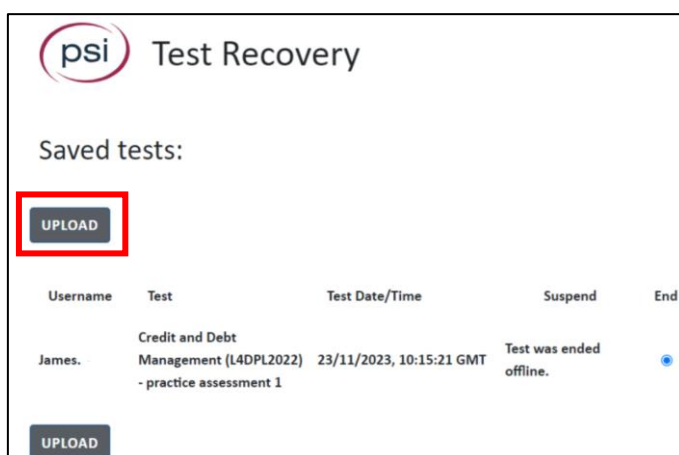 psi Test Recovery
Saved tests:
UPLOAD
Username Test Test Date/Time Suspend End
Credit and Debt
James. Management (L4DPL2022) 23/11/2023, 10:15:21 GMT Test was ended
- practice assessment 1 offline.
UPLOAD